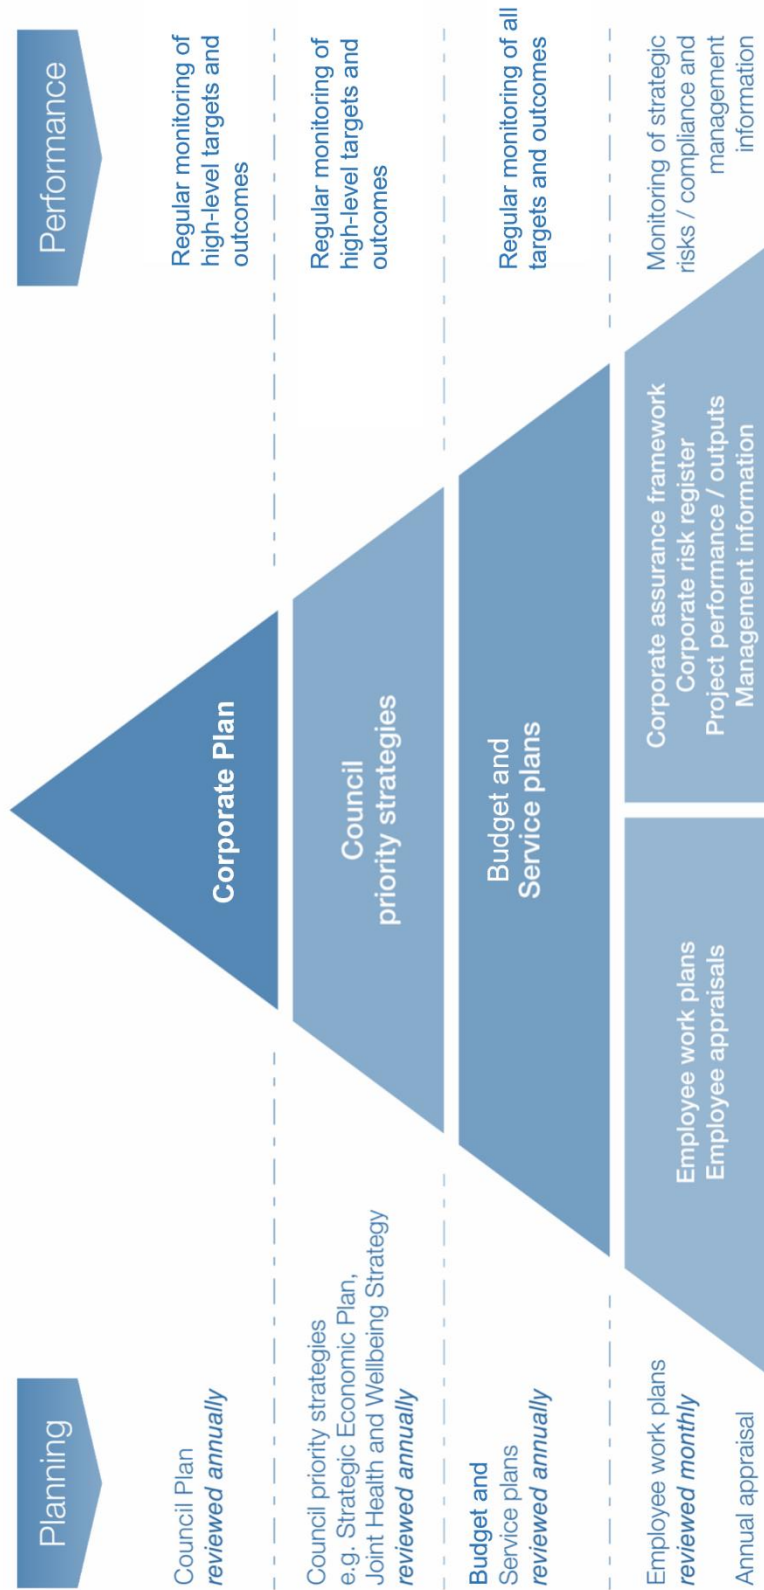 Planning
Performance
Council Plan
reviewed annually
Corporate Plan
Regular monitoring of
high-level targets and
outcomes
Council priority strategies
e.g. Strategic Economic Plan,
Joint Health and Wellbeing Strategy
reviewed annually
Council
priority strategies
Regular monitoring of
high-level targets and
outcomes
Budget and
Service plans
reviewed annually
Budget and
Service plans
Regular monitoring of all
targets and outcomes
Employee work plans
reviewed monthly
Annual appraisal
Employee work plans
Employee appraisals
Corporate assurance framework
Corporate risk register
Project performance / outputs
Management information
Monitoring of strategic
risks / compliance and
management
information